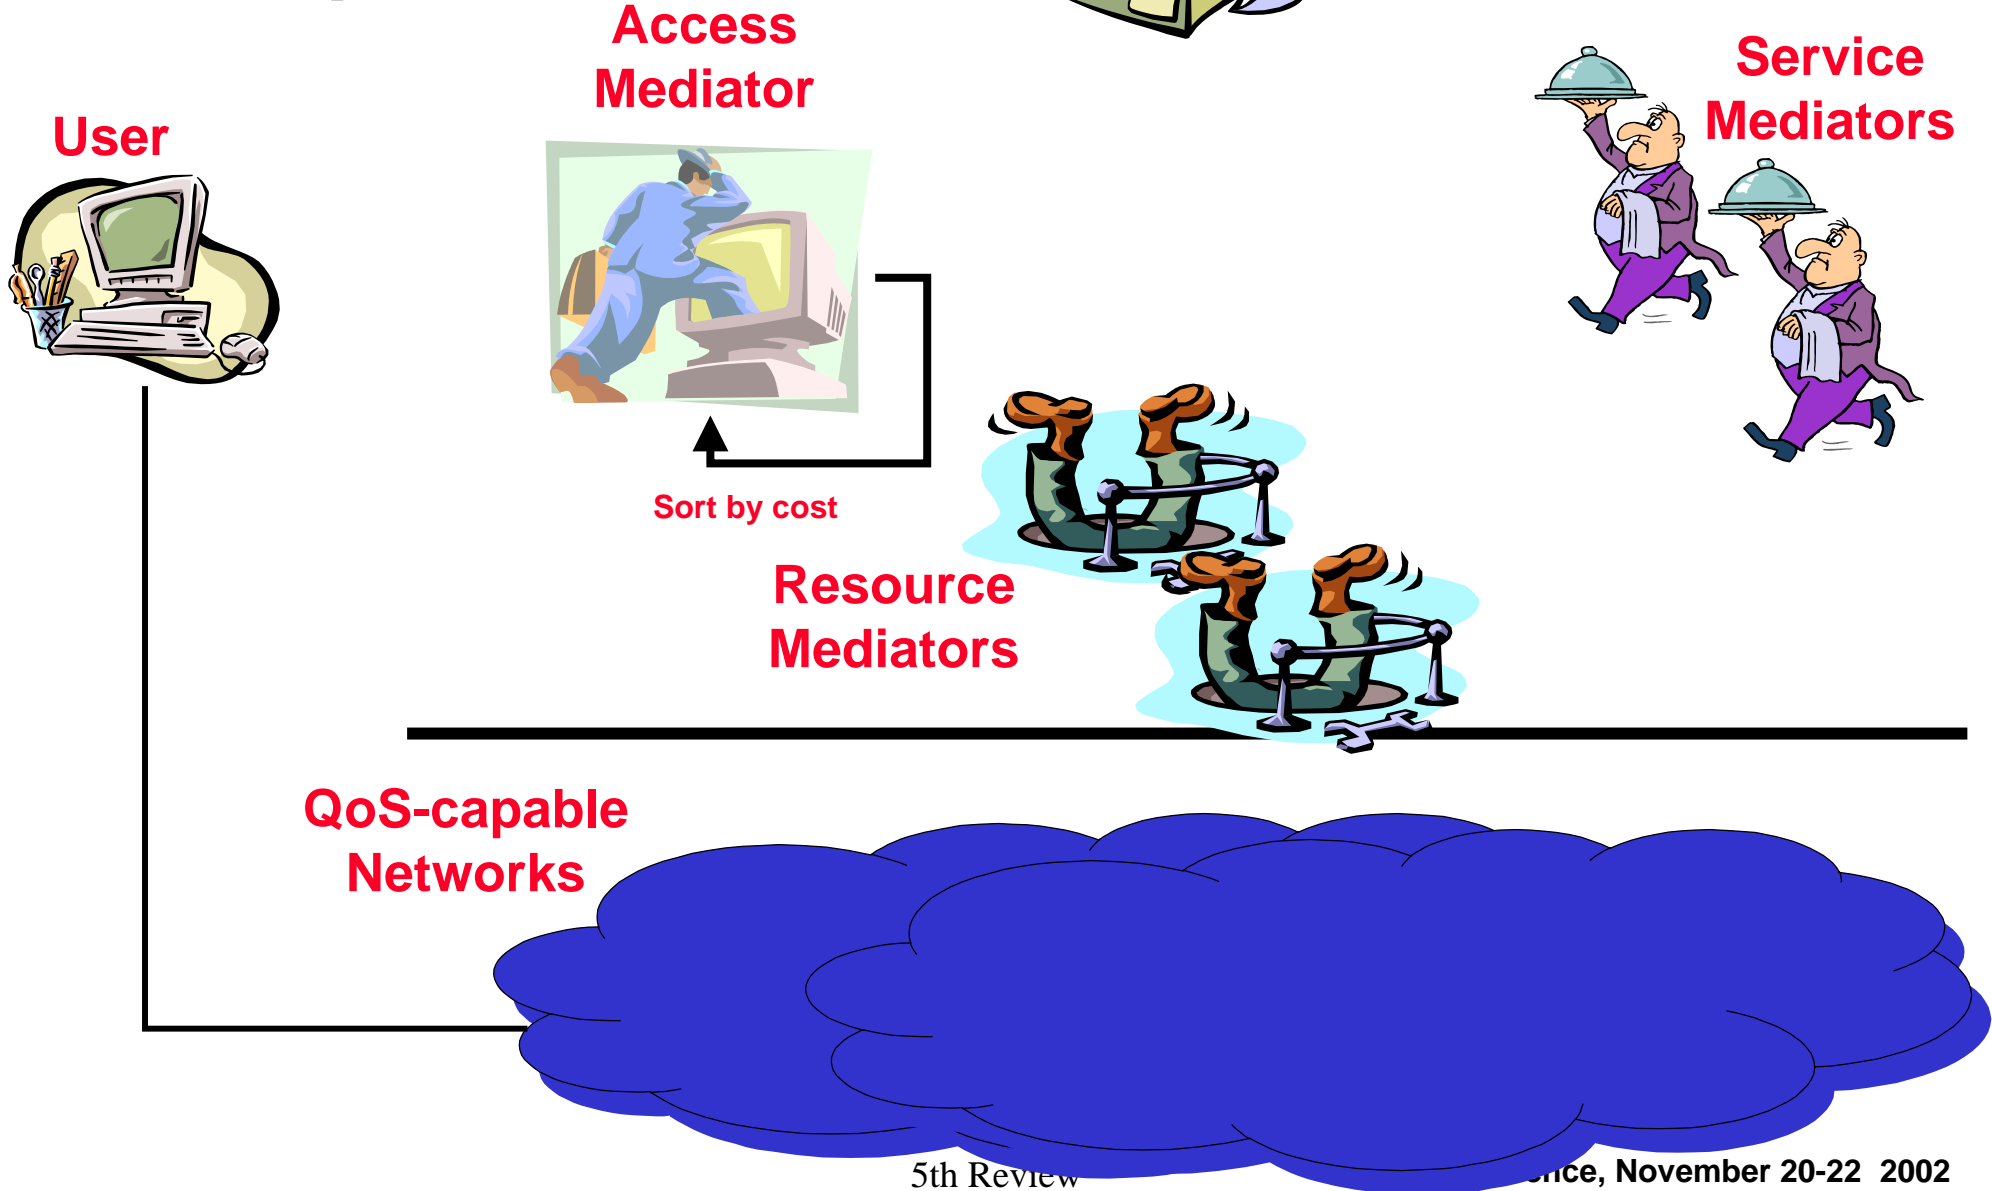 Access
Mediator
Service
Mediators
User
Sort by cost
Resource
Mediators
QoS-capable
Networks
5th Review
November 20-22 2002